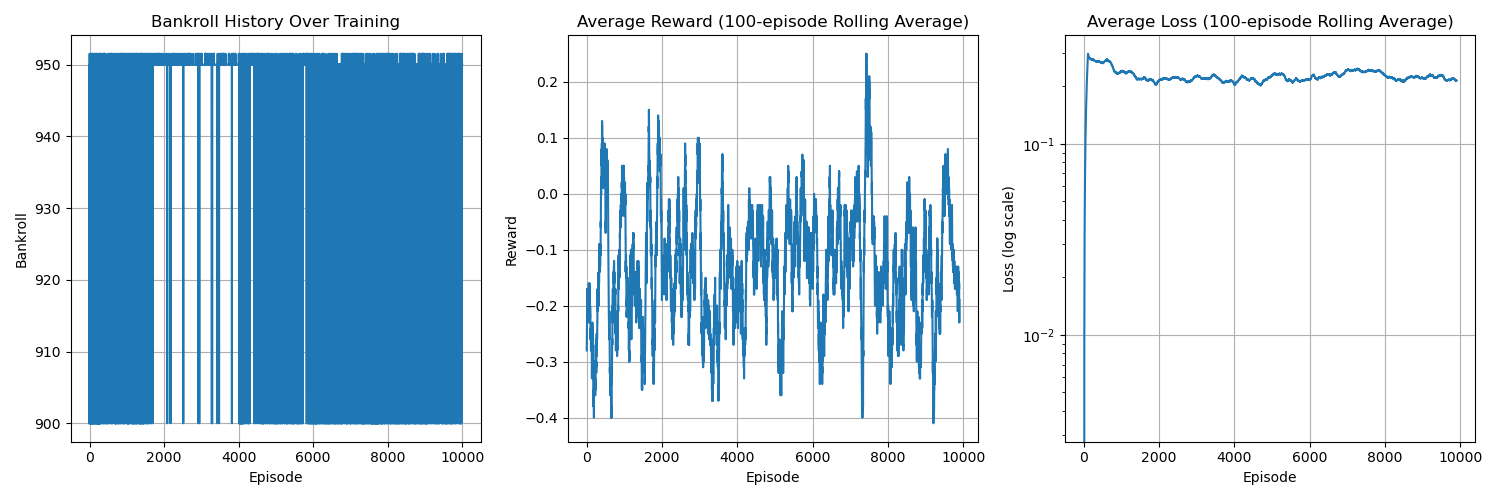 Bankroll History Over Training
950
940
930
920
910
900
Bankroll
0 2000 4000 6000 8000 10000
Episode
Average Reward (100-episode Rolling Average)
0.2
0.1
0.0
−0.1
−0.2
−0.3
−0.4
Reward
0 2000 4000 6000 8000 10000
Episode
Average Loss (100-episode Rolling Average)
10⁻¹
10⁻²
Loss (log scale)
0 2000 4000 6000 8000 10000
Episode